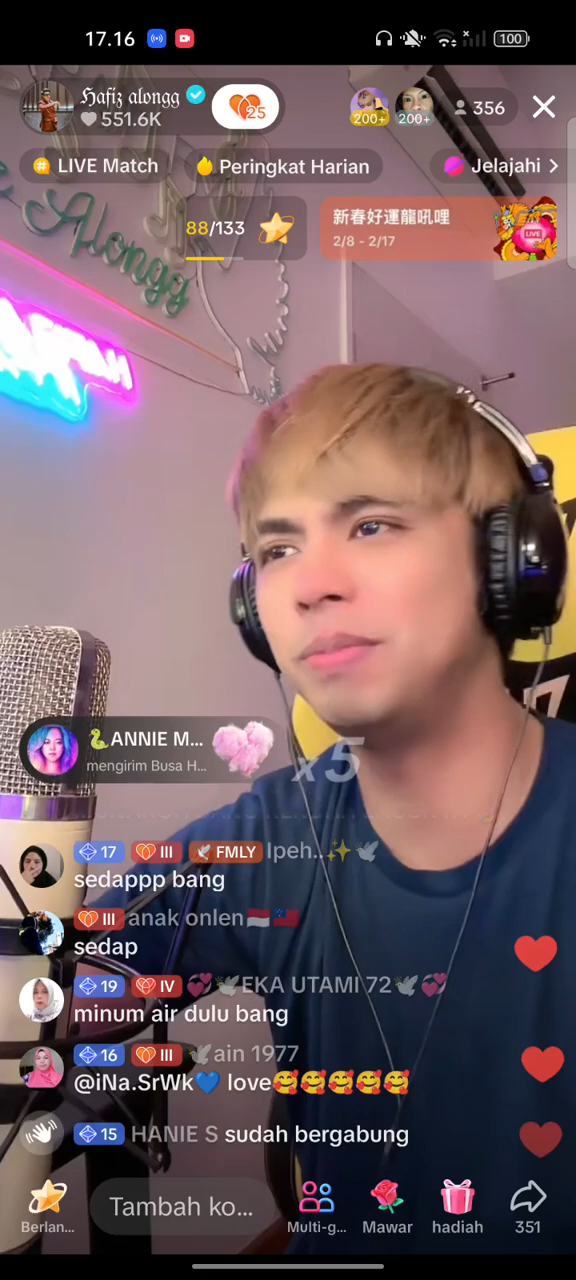 17.16
100
Hafiz alongg
551.6K
25
200+
200+
356
LIVE Match
Peringkat Harian
Jelajahi >
88/133
新春好運龍吼哩
2/8 - 2/17
LIVE
Alongg
🐍ANNIE M...
mengirim Busa H...
x5
17 III FMLY Ipeh..✨🕊
sedappp bang
III anak onlen🇮🇩🇹🇼
sedap
19 IV 💞🕊EKA UTAMI 72🕊💞
minum air dulu bang
16 III 🕊ain 1977
@iNa.SrWk💙 love🥰🥰🥰🥰🥰
15 HANIE S sudah bergabung
Tambah ko...
Berlan...
Multi-g...
Mawar
hadiah
351